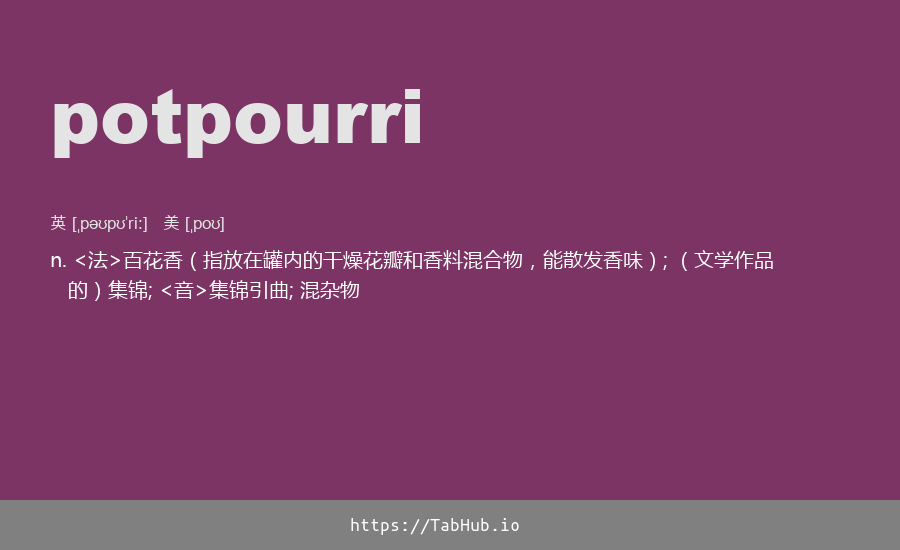 potpourri
英 [ˌpəʊpʊˈriː] 美 [ˌpoʊ]
n. <法>百花香（指放在罐内的干燥花瓣和香料混合物，能散发香味）; （文学作品
的）集锦; <音>集锦引曲; 混杂物
https://TabHub.io